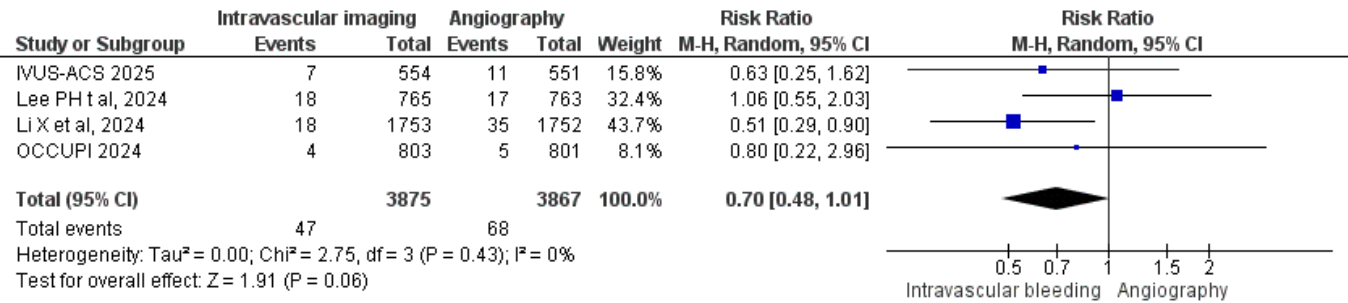 Intravascular imaging Angiography Risk Ratio Risk Ratio
Study or Subgroup Events Total Events Total Weight M-H, Random, 95% CI M-H, Random, 95% CI
IVUS-ACS 2025 7 554 11 551 15.8% 0.63 [0.25, 1.62]
Lee PH t al, 2024 18 765 17 763 32.4% 1.06 [0.55, 2.03]
Li X et al, 2024 18 1753 35 1752 43.7% 0.51 [0.29, 0.90]
OCCUPI 2024 4 803 5 801 8.1% 0.80 [0.22, 2.96]
Total (95% CI) 3875 3867 100.0% 0.70 [0.48, 1.01]
Total events 47 68
Heterogeneity: Tau² = 0.00; Chi² = 2.75, df = 3 (P = 0.43); I² = 0%
Test for overall effect: Z = 1.91 (P = 0.06)
0.5 0.7 1 1.5 2
Intravascular bleeding Angiography